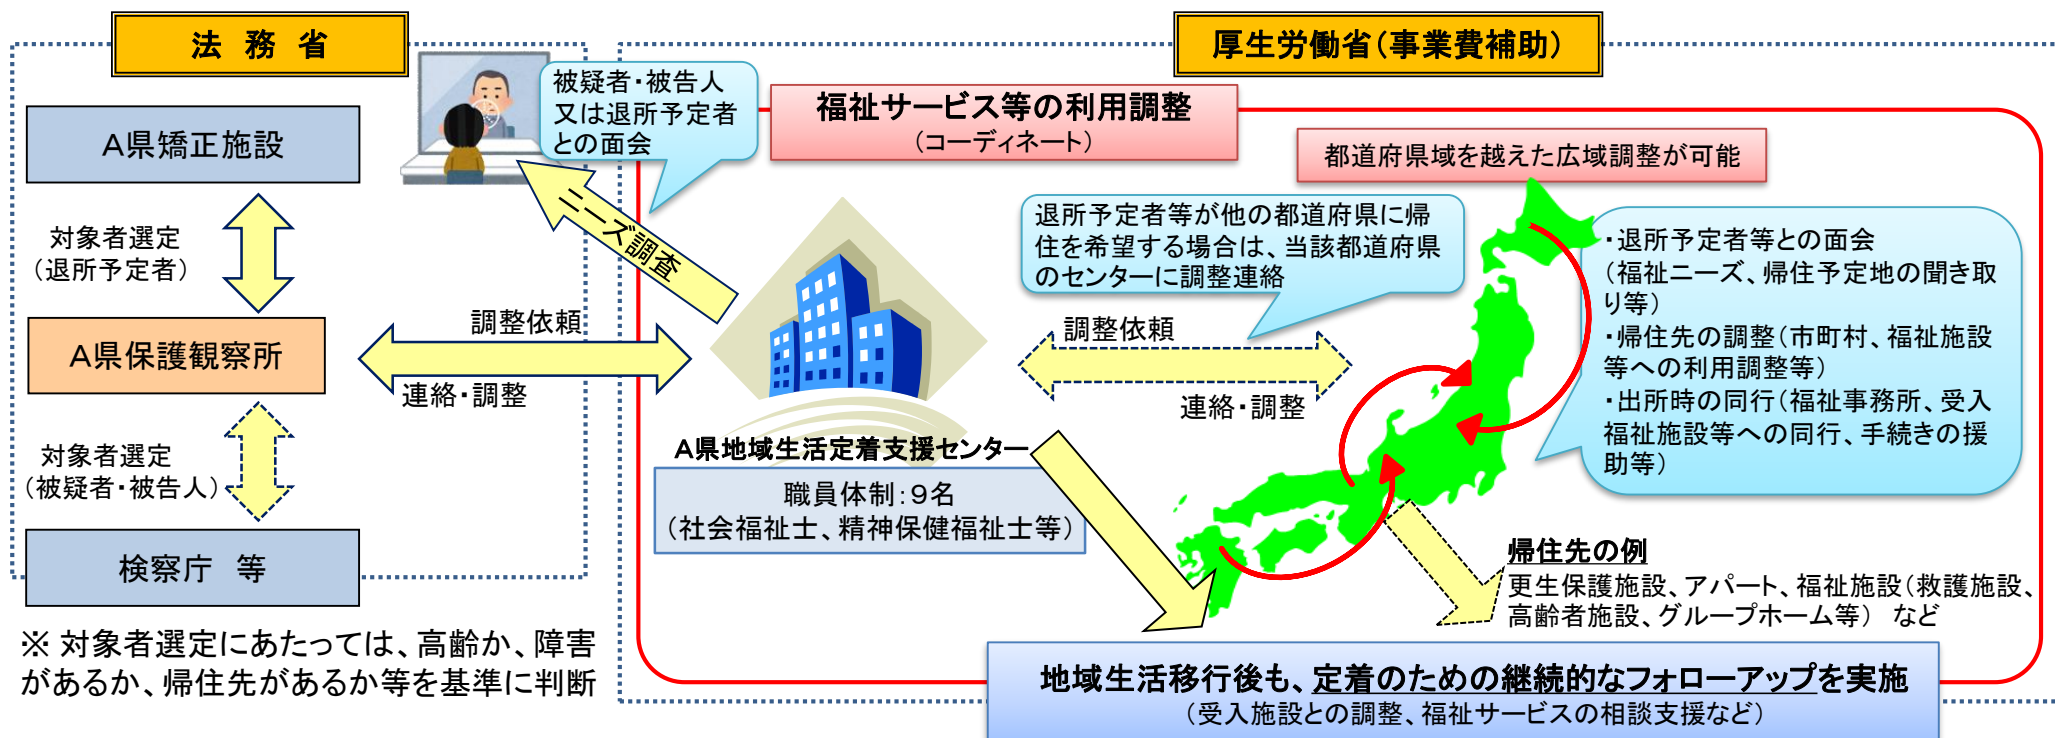 法 務 省
A県矯正施設
対象者選定
（退所予定者）
A県保護観察所
対象者選定
（被疑者・被告人）
検察庁 等
※ 対象者選定にあたっては、高齢か、障害
があるか、帰住先があるか等を基準に判断
厚生労働省（事業費補助）
被疑者・被告人
又は退所予定者
との面会
ニーズ調査
福祉サービス等の利用調整
（コーディネート）
都道府県域を越えた広域調整が可能
退所予定者等が他の都道府県に帰
住を希望する場合は、当該都道府県
のセンターに調整連絡
・退所予定者等との面会
（福祉ニーズ、帰住予定地の聞き取
り等）
・帰住先の調整（市町村、福祉施設
等への利用調整等）
・出所時の同行（福祉事務所、受入
福祉施設等への同行、手続きの援
助等）
調整依頼
連絡・調整
調整依頼
連絡・調整
A県地域生活定着支援センター
職員体制：９名
（社会福祉士、精神保健福祉士等）
帰住先の例
更生保護施設、アパート、福祉施設（救護施設、
高齢者施設、グループホーム等） など
地域生活移行後も、定着のための継続的なフォローアップを実施
（受入施設との調整、福祉サービスの相談支援など）